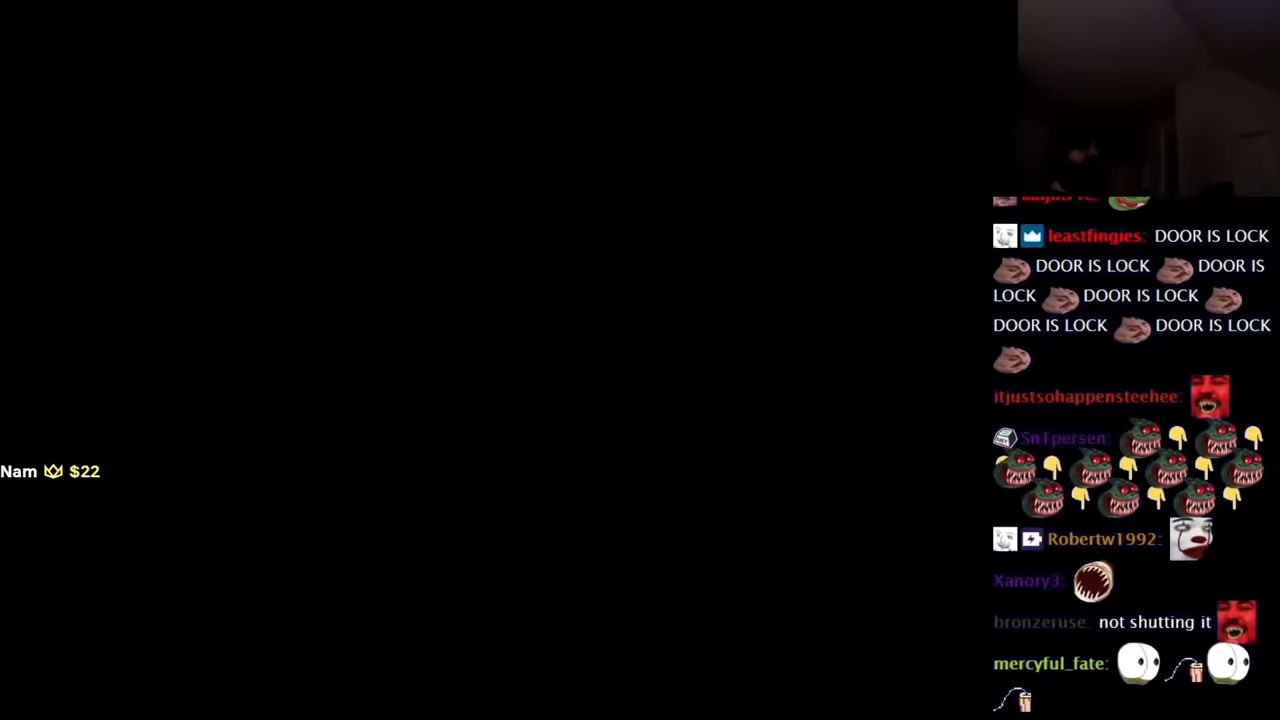 leastfingies: DOOR IS LOCK
DOOR IS LOCK DOOR IS
LOCK DOOR IS LOCK
DOOR IS LOCK DOOR IS LOCK
itjustsohappensteehee:
Sn1persen:
Nam $22
Robertw1992:
Xanory3:
bronzeruse: not shutting it
mercyful_fate: